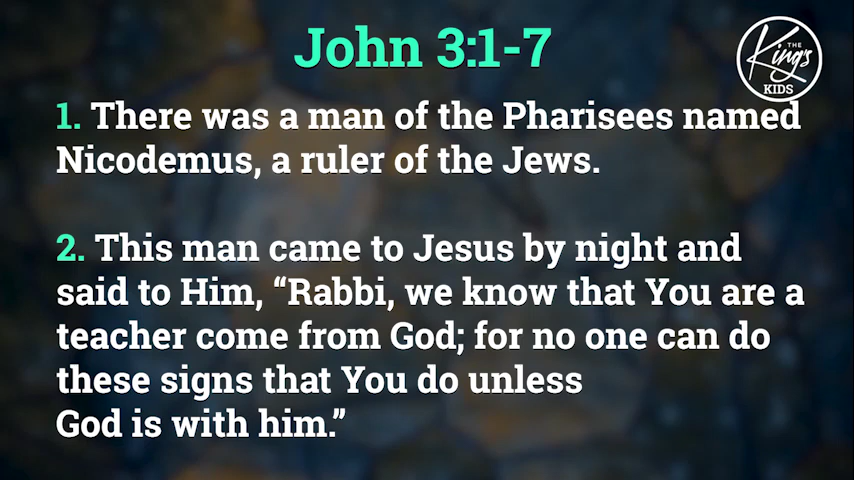 John 3:1-7
THE
King's
KIDS
1. There was a man of the Pharisees named
Nicodemus, a ruler of the Jews.
2. This man came to Jesus by night and
said to Him, “Rabbi, we know that You are a
teacher come from God; for no one can do
these signs that You do unless
God is with him.”